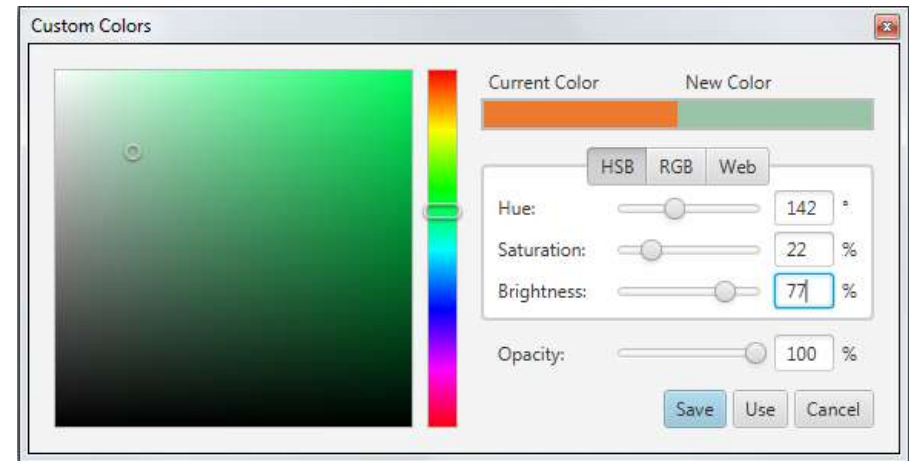 Custom Colors
Current Color New Color
HSB RGB Web
Hue: 142 °
Saturation: 22 %
Brightness: 77 %
Opacity: 100 %
Save Use Cancel